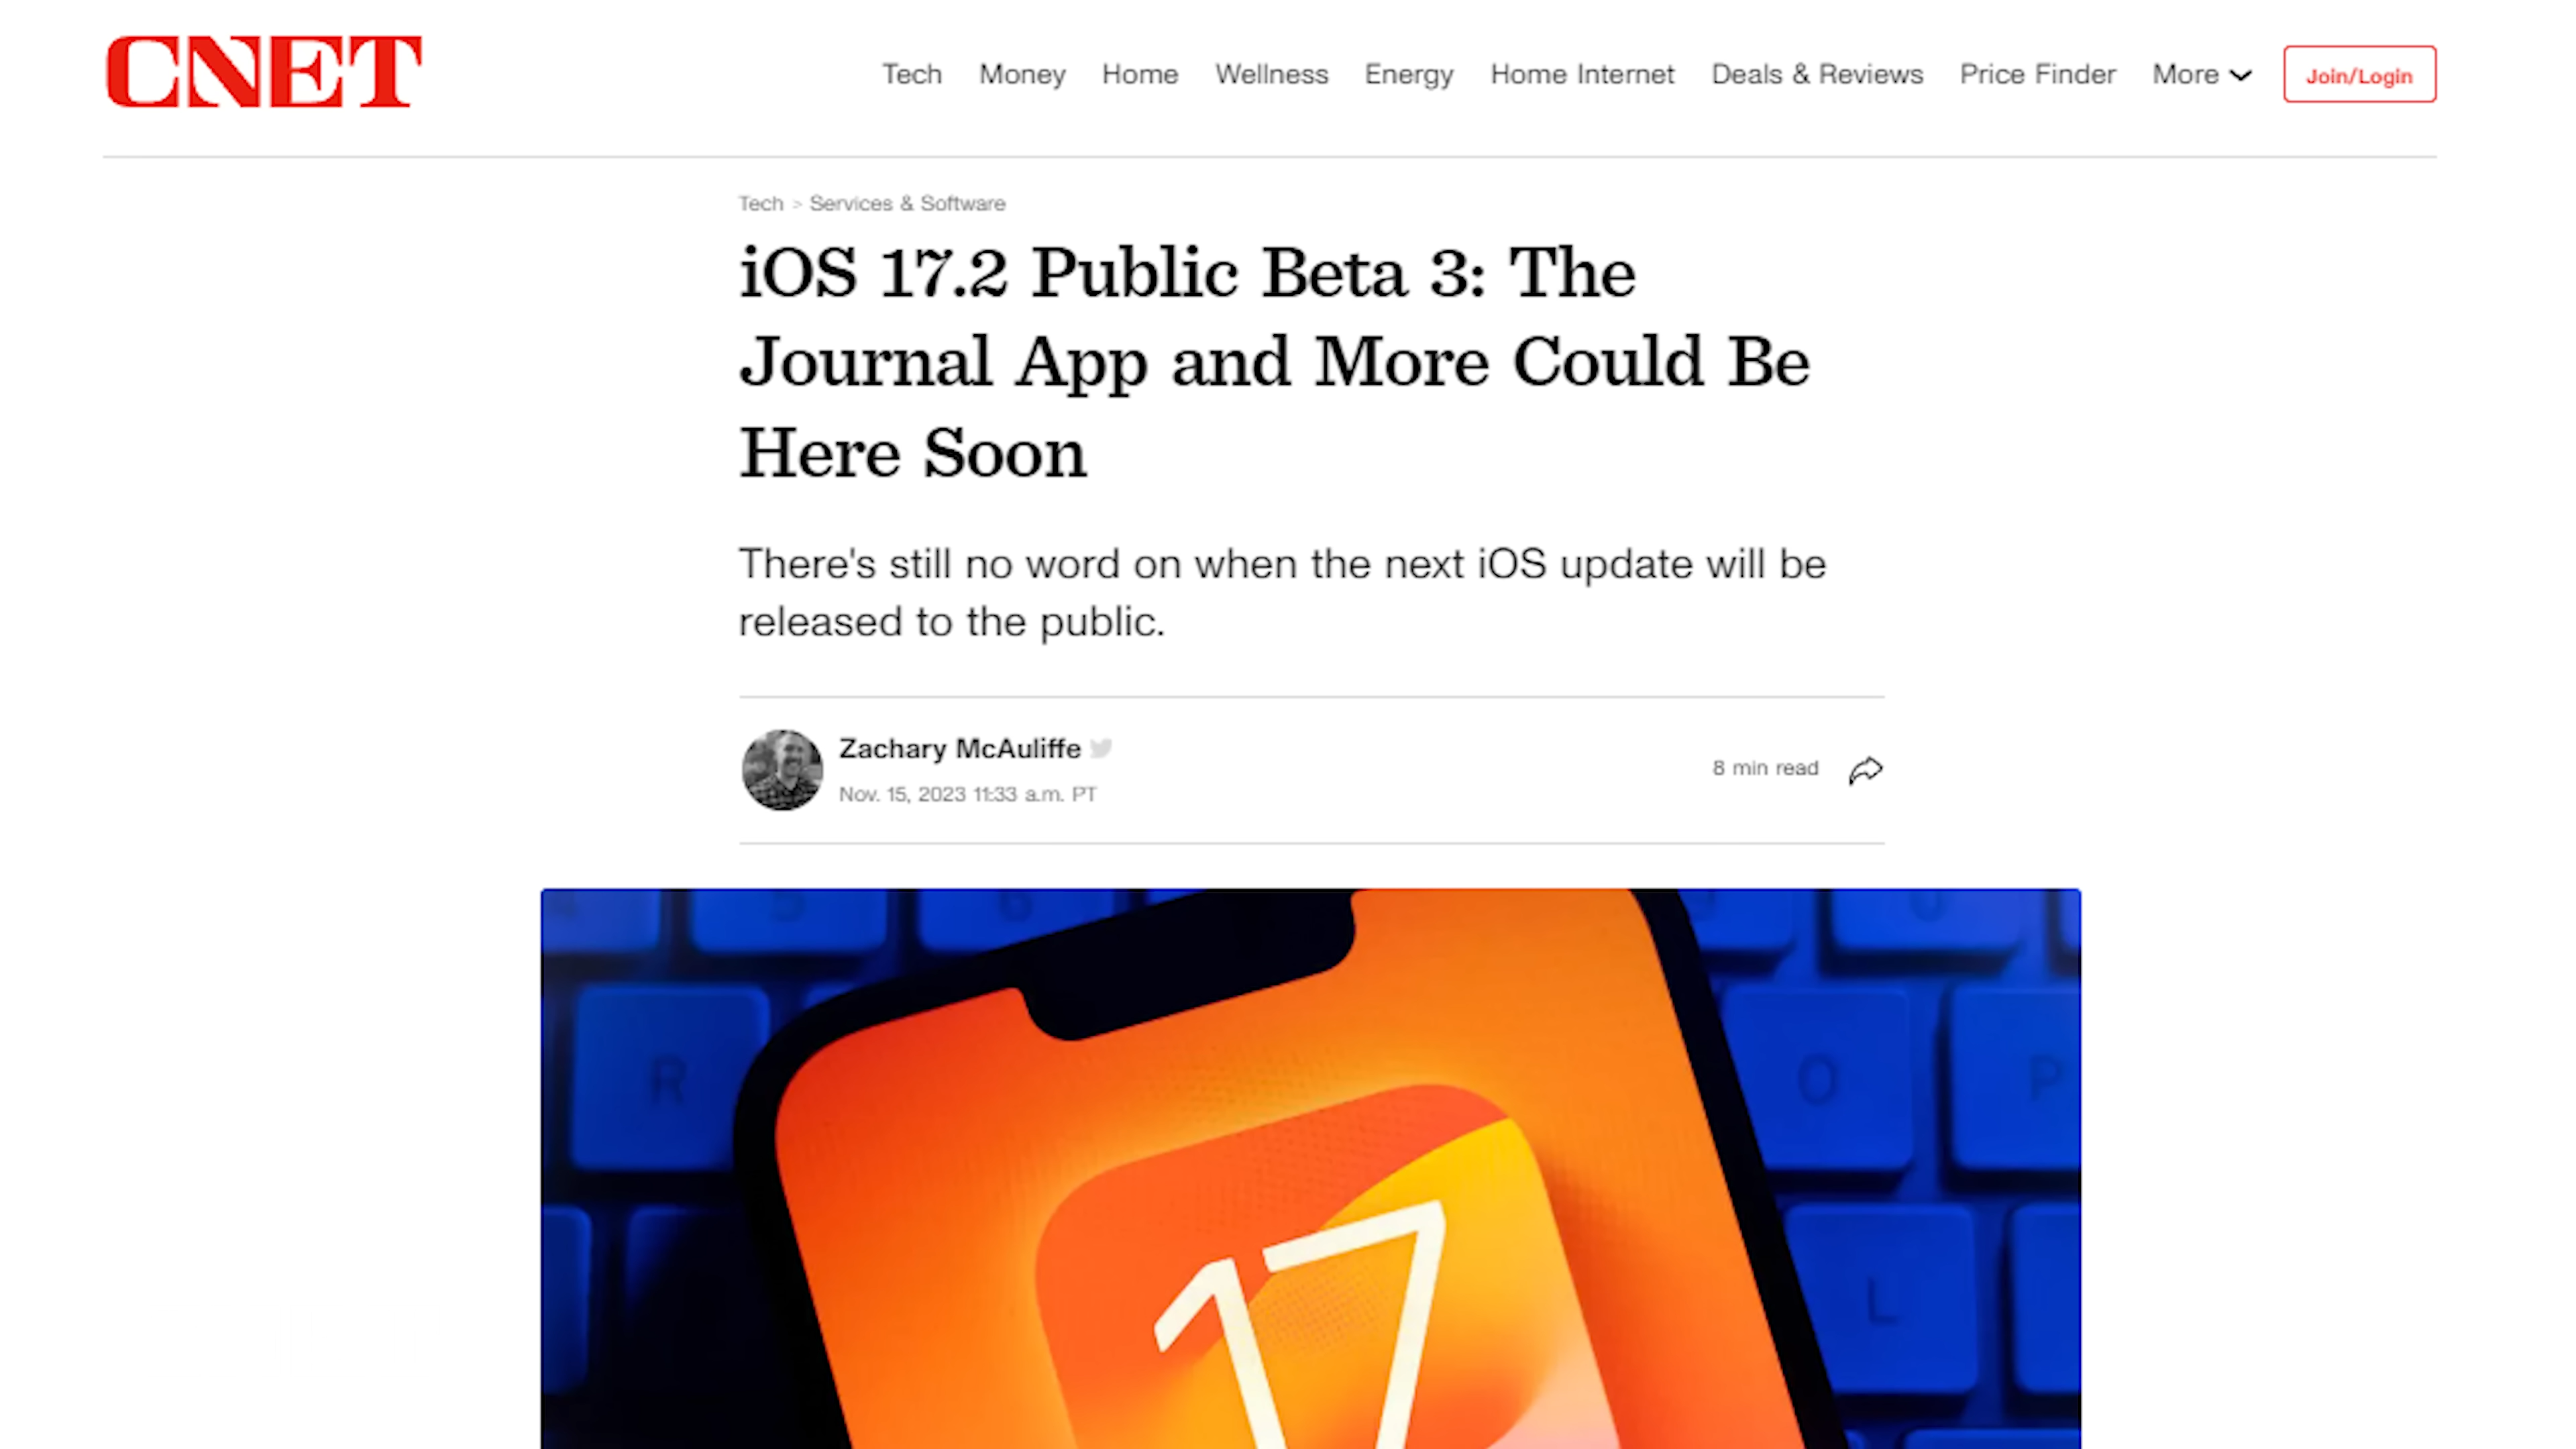 CNET
Tech Money Home Wellness Energy Home Internet Deals & Reviews Price Finder More Join/Login
Tech > Services & Software
iOS 17.2 Public Beta 3: The
Journal App and More Could Be
Here Soon
There's still no word on when the next iOS update will be
released to the public.
Zachary McAuliffe
8 min read
Nov. 15, 2023 11:33 a.m. PT
5 6
R O P
L
17